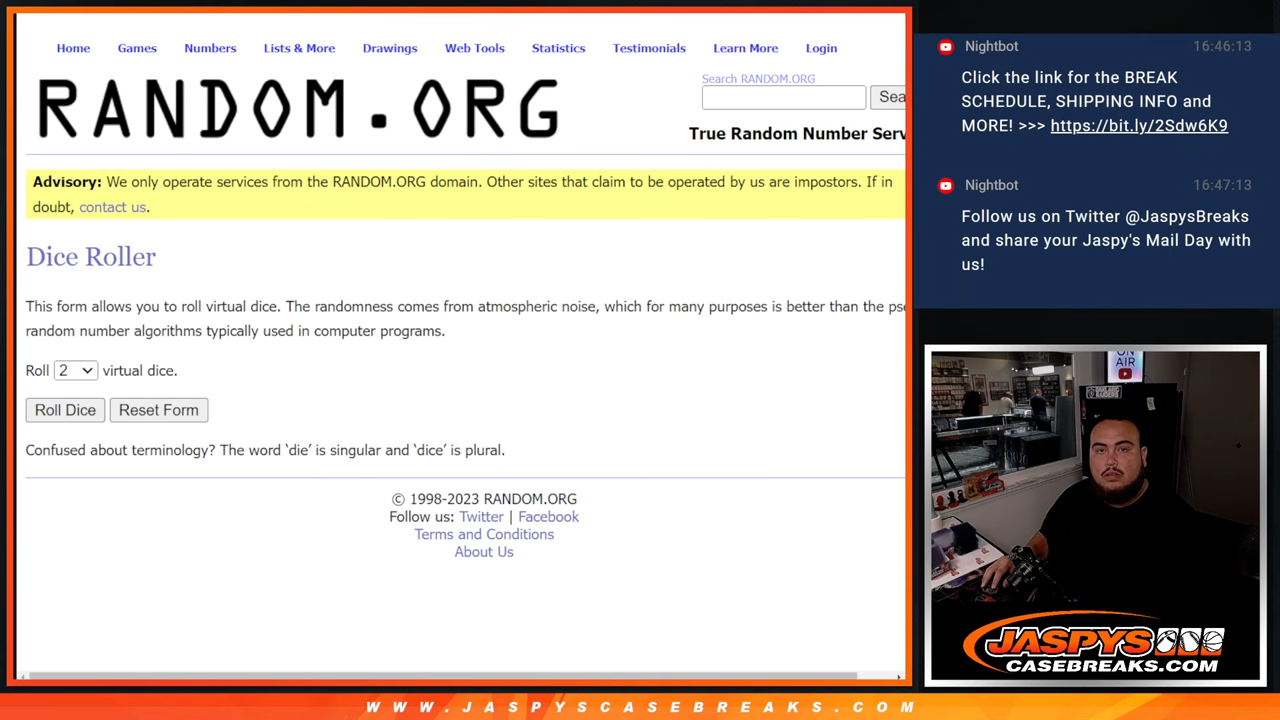 Home Games Numbers Lists & More Drawings Web Tools Statistics Testimonials Learn More Login
RANDOM.ORG
Search RANDOM.ORG
Sea
True Random Number Serv
Advisory: We only operate services from the RANDOM.ORG domain. Other sites that claim to be operated by us are impostors. If in
doubt, contact us.
Dice Roller
This form allows you to roll virtual dice. The randomness comes from atmospheric noise, which for many purposes is better than the pse
random number algorithms typically used in computer programs.
Roll 2 virtual dice.
Roll Dice Reset Form
Confused about terminology? The word ‘die’ is singular and ‘dice’ is plural.
© 1998-2023 RANDOM.ORG
Follow us: Twitter | Facebook
Terms and Conditions
About Us
Nightbot 16:46:13
Click the link for the BREAK
SCHEDULE, SHIPPING INFO and
MORE! >>> https://bit.ly/2Sdw6K9
Nightbot 16:47:13
Follow us on Twitter @JaspysBreaks
and share your Jaspy's Mail Day with
us!
ON
AIR
JASPYS
CASEBREAKS.COM
WWW.JASPYSCASEBREAKS.COM